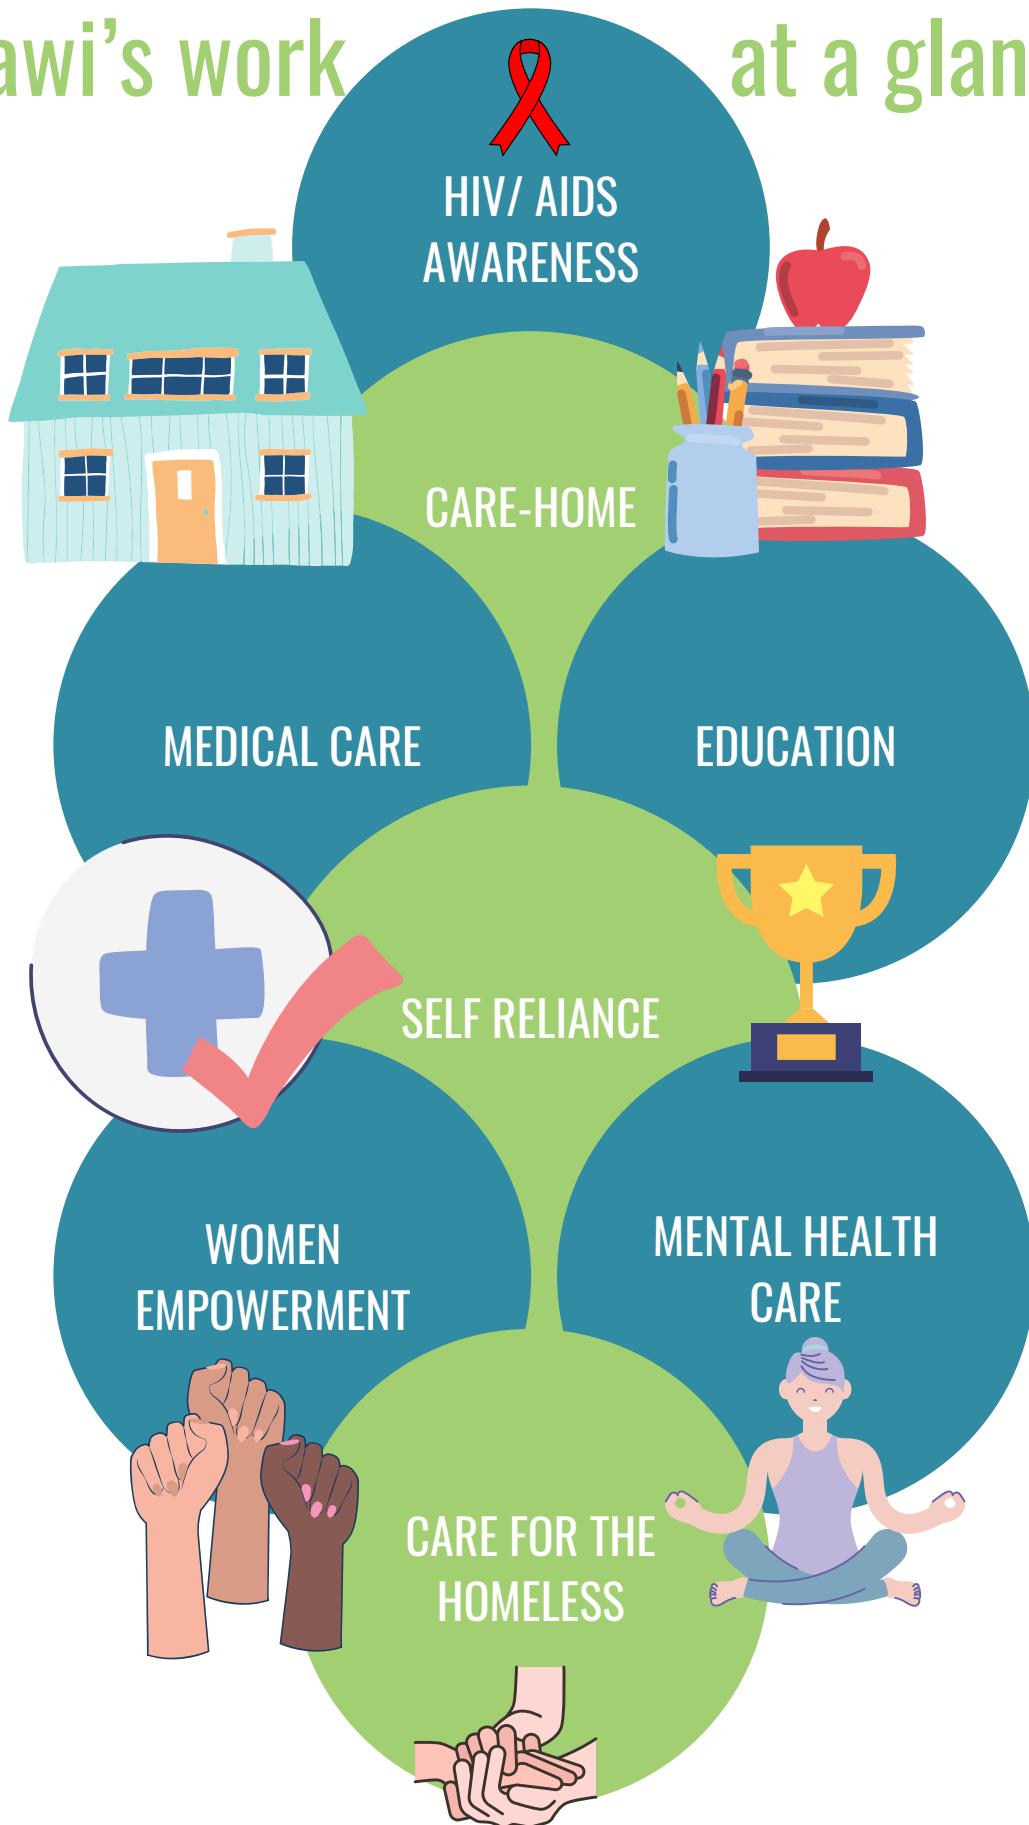 awi's work at a glan
HIV/ AIDS
AWARENESS
CARE-HOME
MEDICAL CARE
EDUCATION
SELF RELIANCE
WOMEN
EMPOWERMENT
MENTAL HEALTH
CARE
CARE FOR THE
HOMELESS